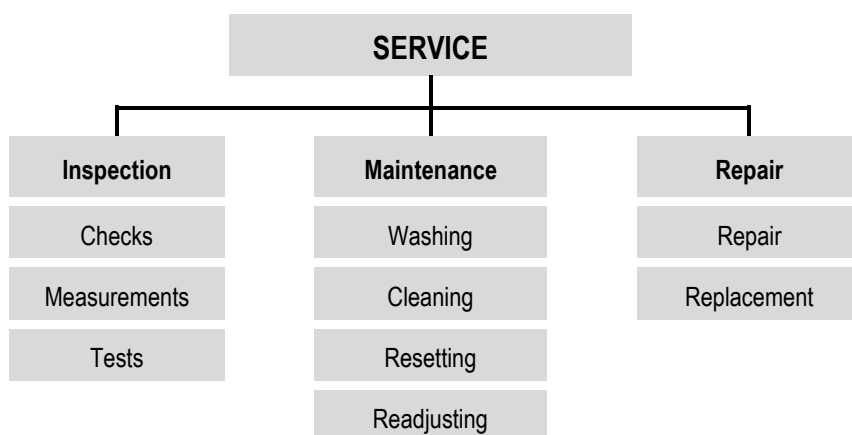 SERVICE
Inspection
Checks
Measurements
Tests
Maintenance
Washing
Cleaning
Resetting
Readjusting
Repair
Repair
Replacement